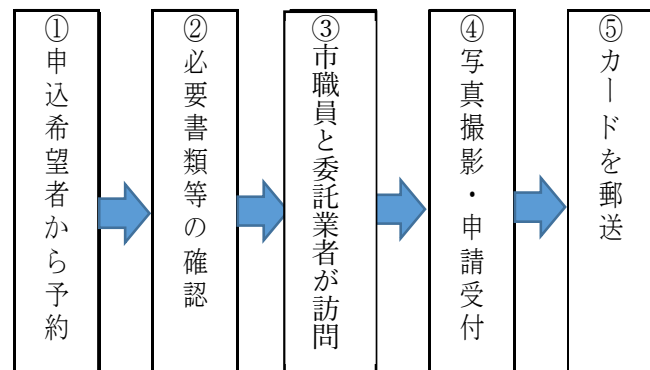 ①申込希望者から予約
②必要書類等の確認
③市職員と委託業者が訪問
④写真撮影・申請受付
⑤カードを郵送